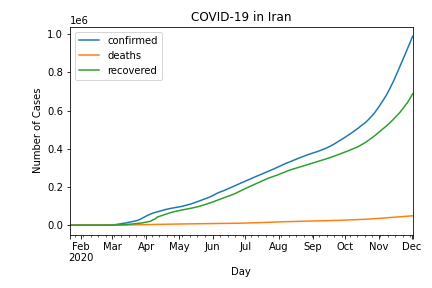 COVID-19 in Iran
1e6
confirmed
deaths
recovered
1.0
0.8
0.6
0.4
0.2
0.0
Number of Cases
Feb Mar Apr May Jun Jul Aug Sep Oct Nov Dec
2020
Day